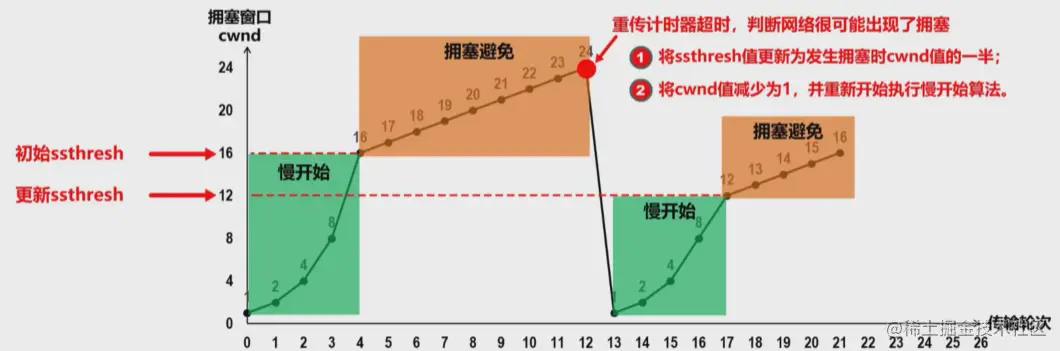 拥塞窗口
cwnd
重传计时器超时，判断网络很可能出现了拥塞
1 将ssthresh值更新为发生拥塞时cwnd值的一半；
2 将cwnd值减少为1，并重新开始执行慢开始算法。
拥塞避免
24
24
23
22
21
20
20
19
18
17
16
初始ssthresh
16
慢开始
拥塞避免
16
15
14
13
12
更新ssthresh
12
慢开始
8
8
8
4
4
4
2
2
1
1
0
传输轮次
0 1 2 3 4 5 6 7 8 9 10 11 12 13 14 15 16 17 18 19 20 21 22 23 24 25 26
@稀土掘金技术社区